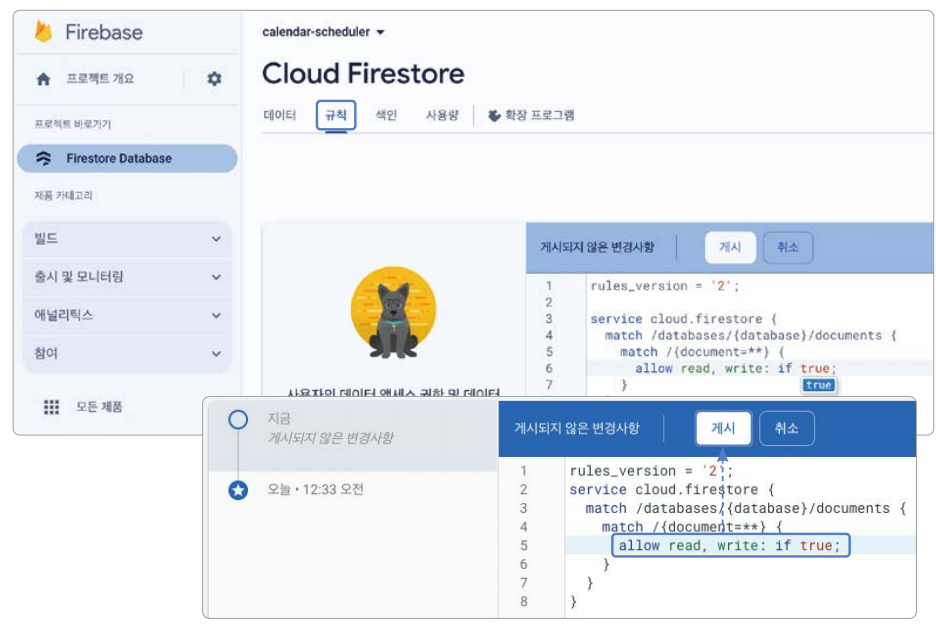 Firebase
calendar-scheduler
프로젝트 개요
Cloud Firestore
데이터 규칙 색인 사용량 확장 프로그램
프로젝트 바로가기
Firestore Database
제품 카테고리
빌드
출시 및 모니터링
애널리틱스
참여
모든 제품
사용자의 데이터 액세스 권한 및 데이터
게시되지 않은 변경사항 게시 취소
1 rules_version = '2';
2
3 service cloud.firestore {
4 match /databases/{database}/documents {
5 match /{document=**} {
6 allow read, write: if true;
7 }
true
지금
게시되지 않은 변경사항
오늘 • 12:33 오전
게시되지 않은 변경사항 게시 취소
1 rules_version = '2';
2 service cloud.firestore {
3 match /databases/{database}/documents {
4 match /{document=**} {
5 allow read, write: if true;
6 }
7 }
8 }